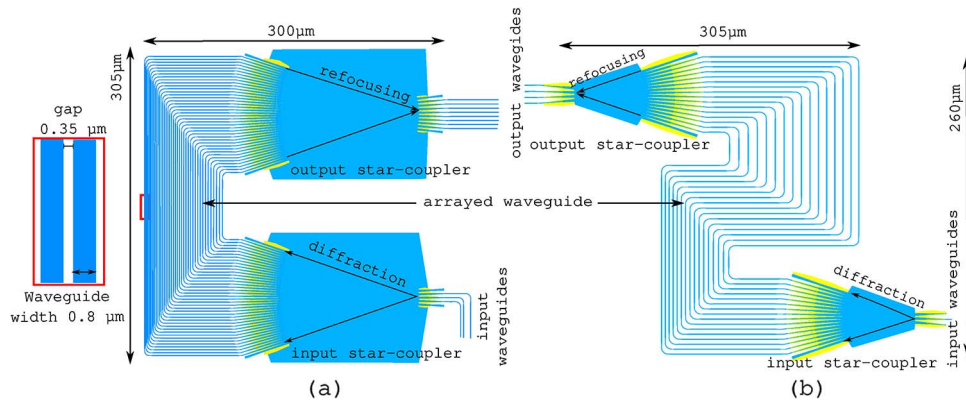 300µm
305µm
gap
0.35 µm
Waveguide
width 0.8 µm
refocusing
output star-coupler
arrayed waveguide
diffraction
input star-coupler
input
waveguides
(a)
305µm
output wavegides
refocusing
output star-coupler
260µm
diffraction
input star-coupler
input waveguides
(b)